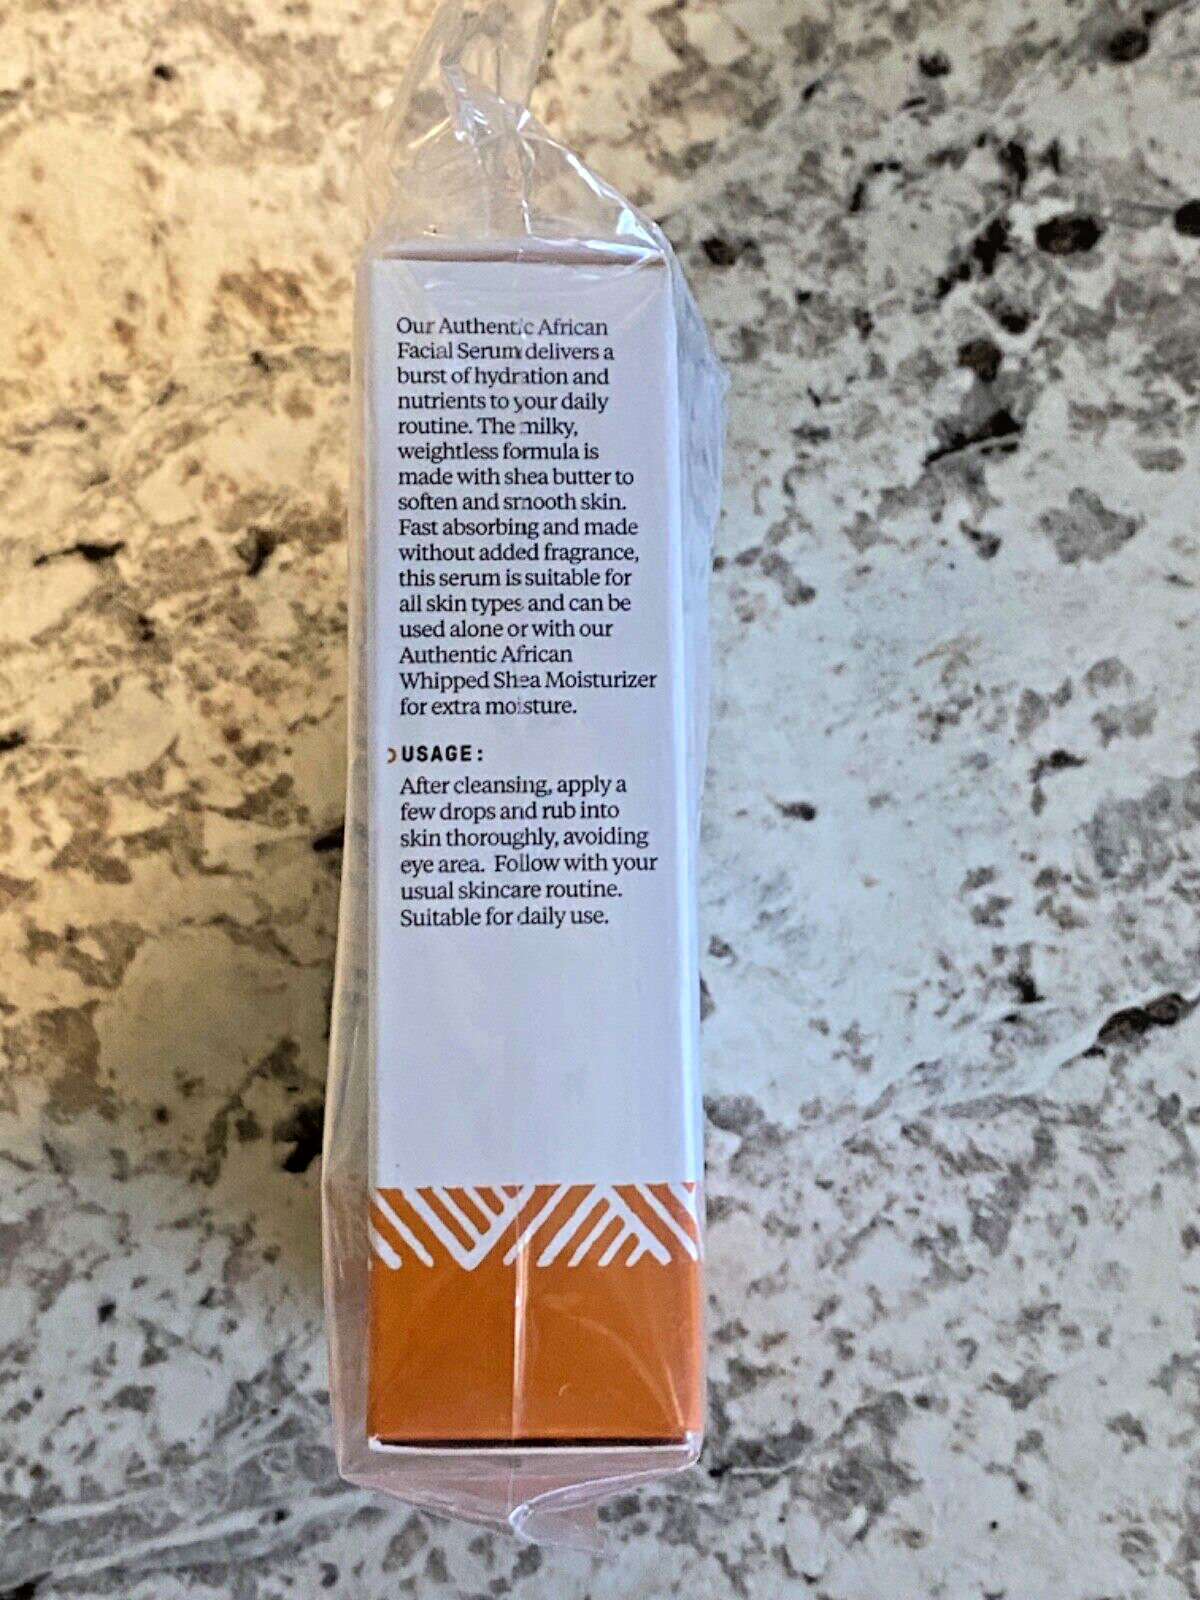 Our Authentic African
Facial Serum delivers a
burst of hydration and
nutrients to your daily
routine. The milky,
weightless formula is
made with shea butter to
soften and smooth skin.
Fast absorbing and made
without added fragrance,
this serum is suitable for
all skin types and can be
used alone or with our
Authentic African
Whipped Shea Moisturizer
for extra moisture.
USAGE:
After cleansing, apply a
few drops and rub into
skin thoroughly, avoiding
eye area. Follow with your
usual skincare routine.
Suitable for daily use.